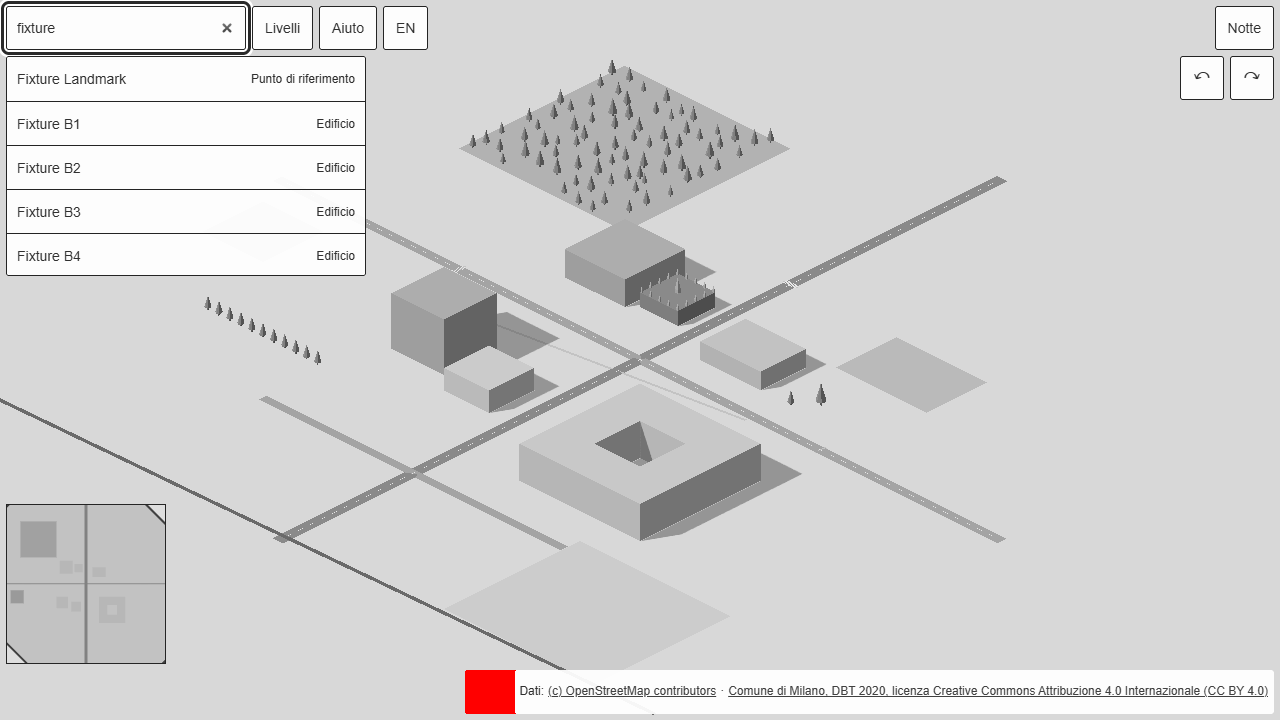 fixture × Livelli Aiuto EN Notte
Fixture Landmark Punto di riferimento
Fixture B1 Edificio
Fixture B2 Edificio
Fixture B3 Edificio
Fixture B4 Edificio
Dati: (c) OpenStreetMap contributors · Comune di Milano, DBT 2020, licenza Creative Commons Attribuzione 4.0 Internazionale (CC BY 4.0)